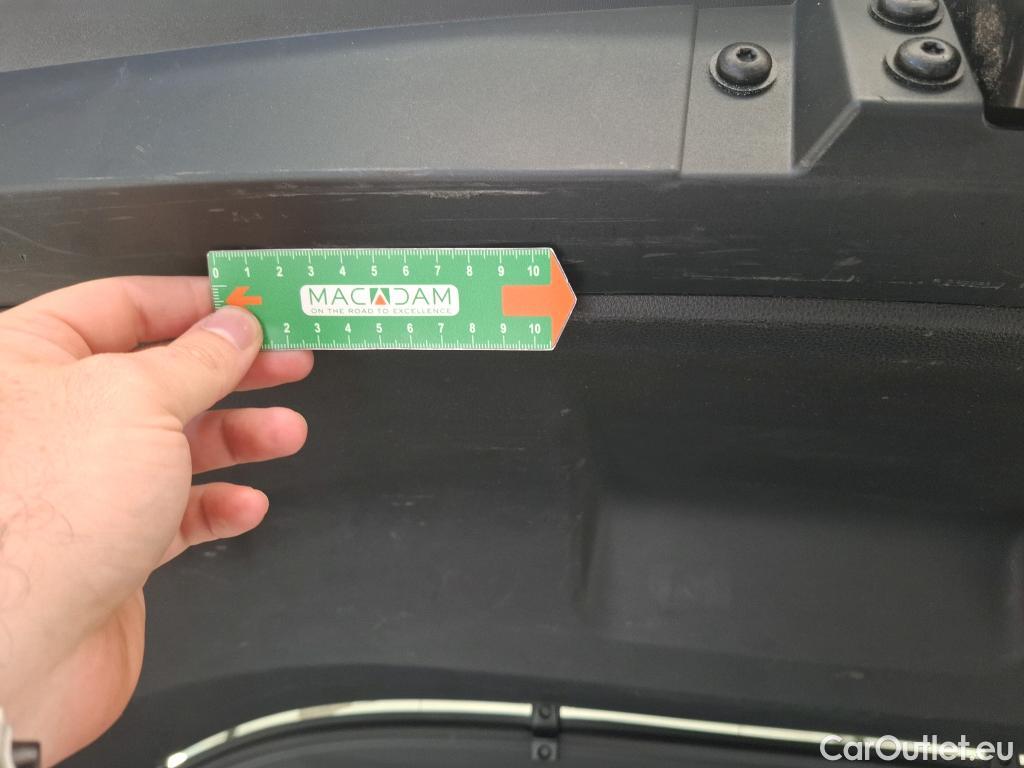 0 1 2 3 4 5 6 7 8 9 10
MACADAM
ON THE ROAD TO EXCELLENCE
2 3 4 5 6 7 8 9 10
CarOutlet.eu